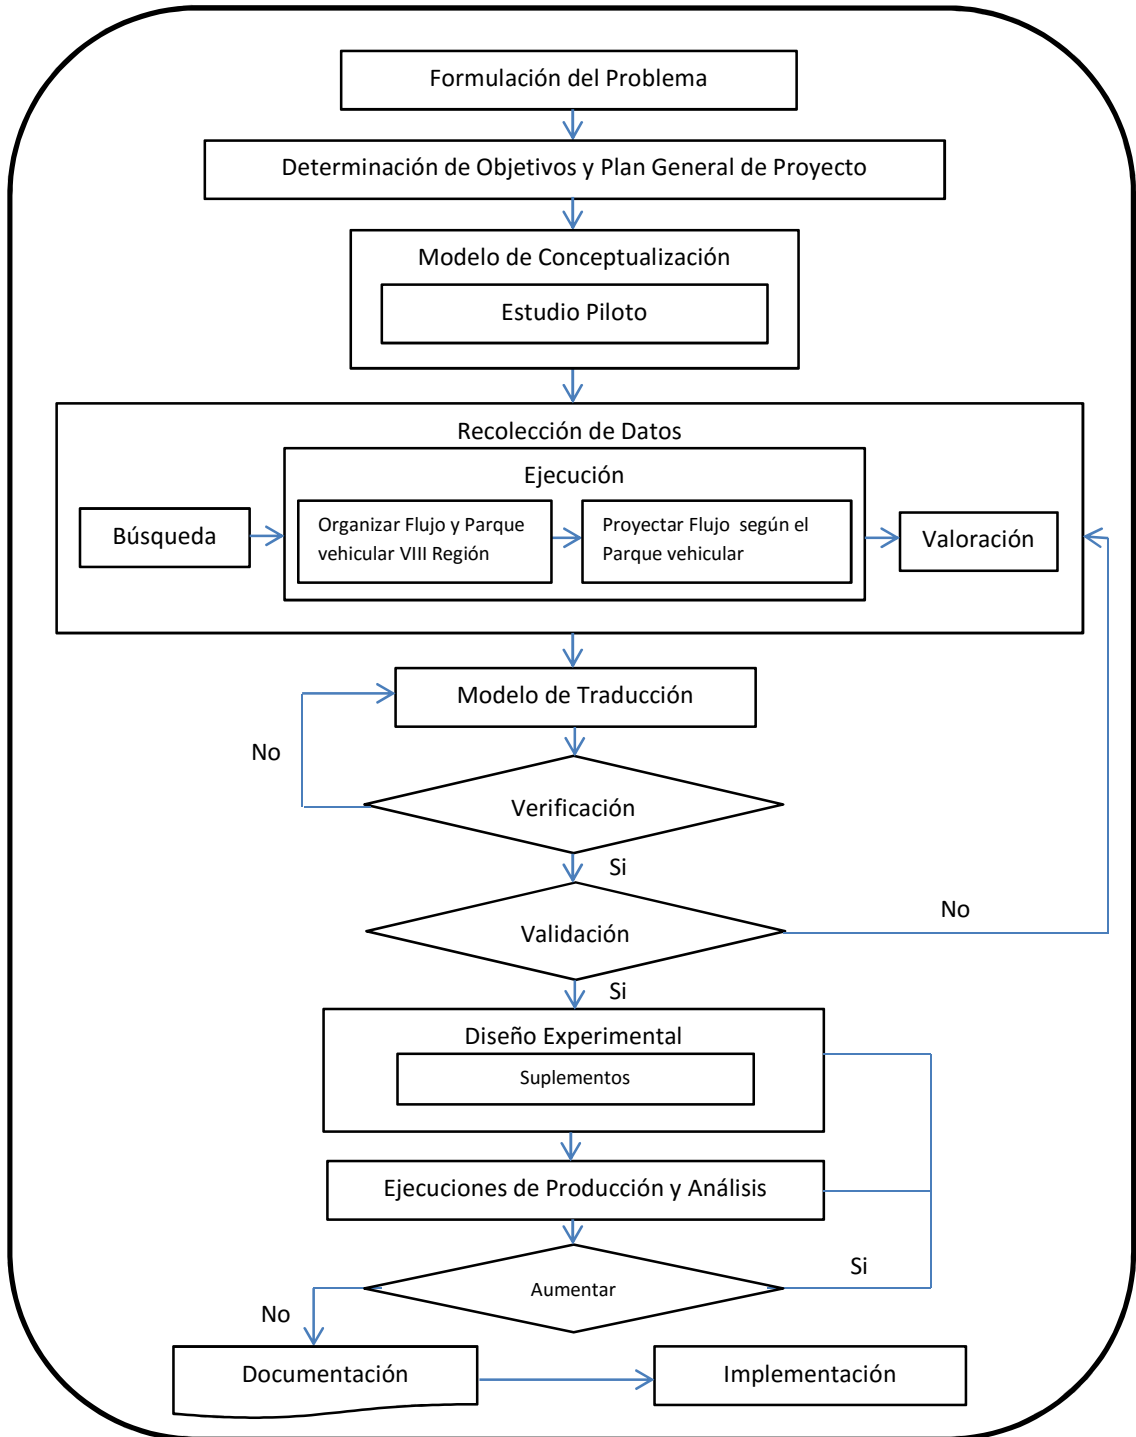 Formulación del Problema
Determinación de Objetivos y Plan General de Proyecto
Modelo de Conceptualización
Estudio Piloto
Recolección de Datos
Ejecución
Búsqueda
Organizar Flujo y Parque
vehicular VIII Región
Proyectar Flujo según el
Parque vehicular
Valoración
Modelo de Traducción
No
Verificación
Si
Validación
No
Si
Diseño Experimental
Suplementos
Ejecuciones de Producción y Análisis
Aumentar
Si
No
Documentación
Implementación